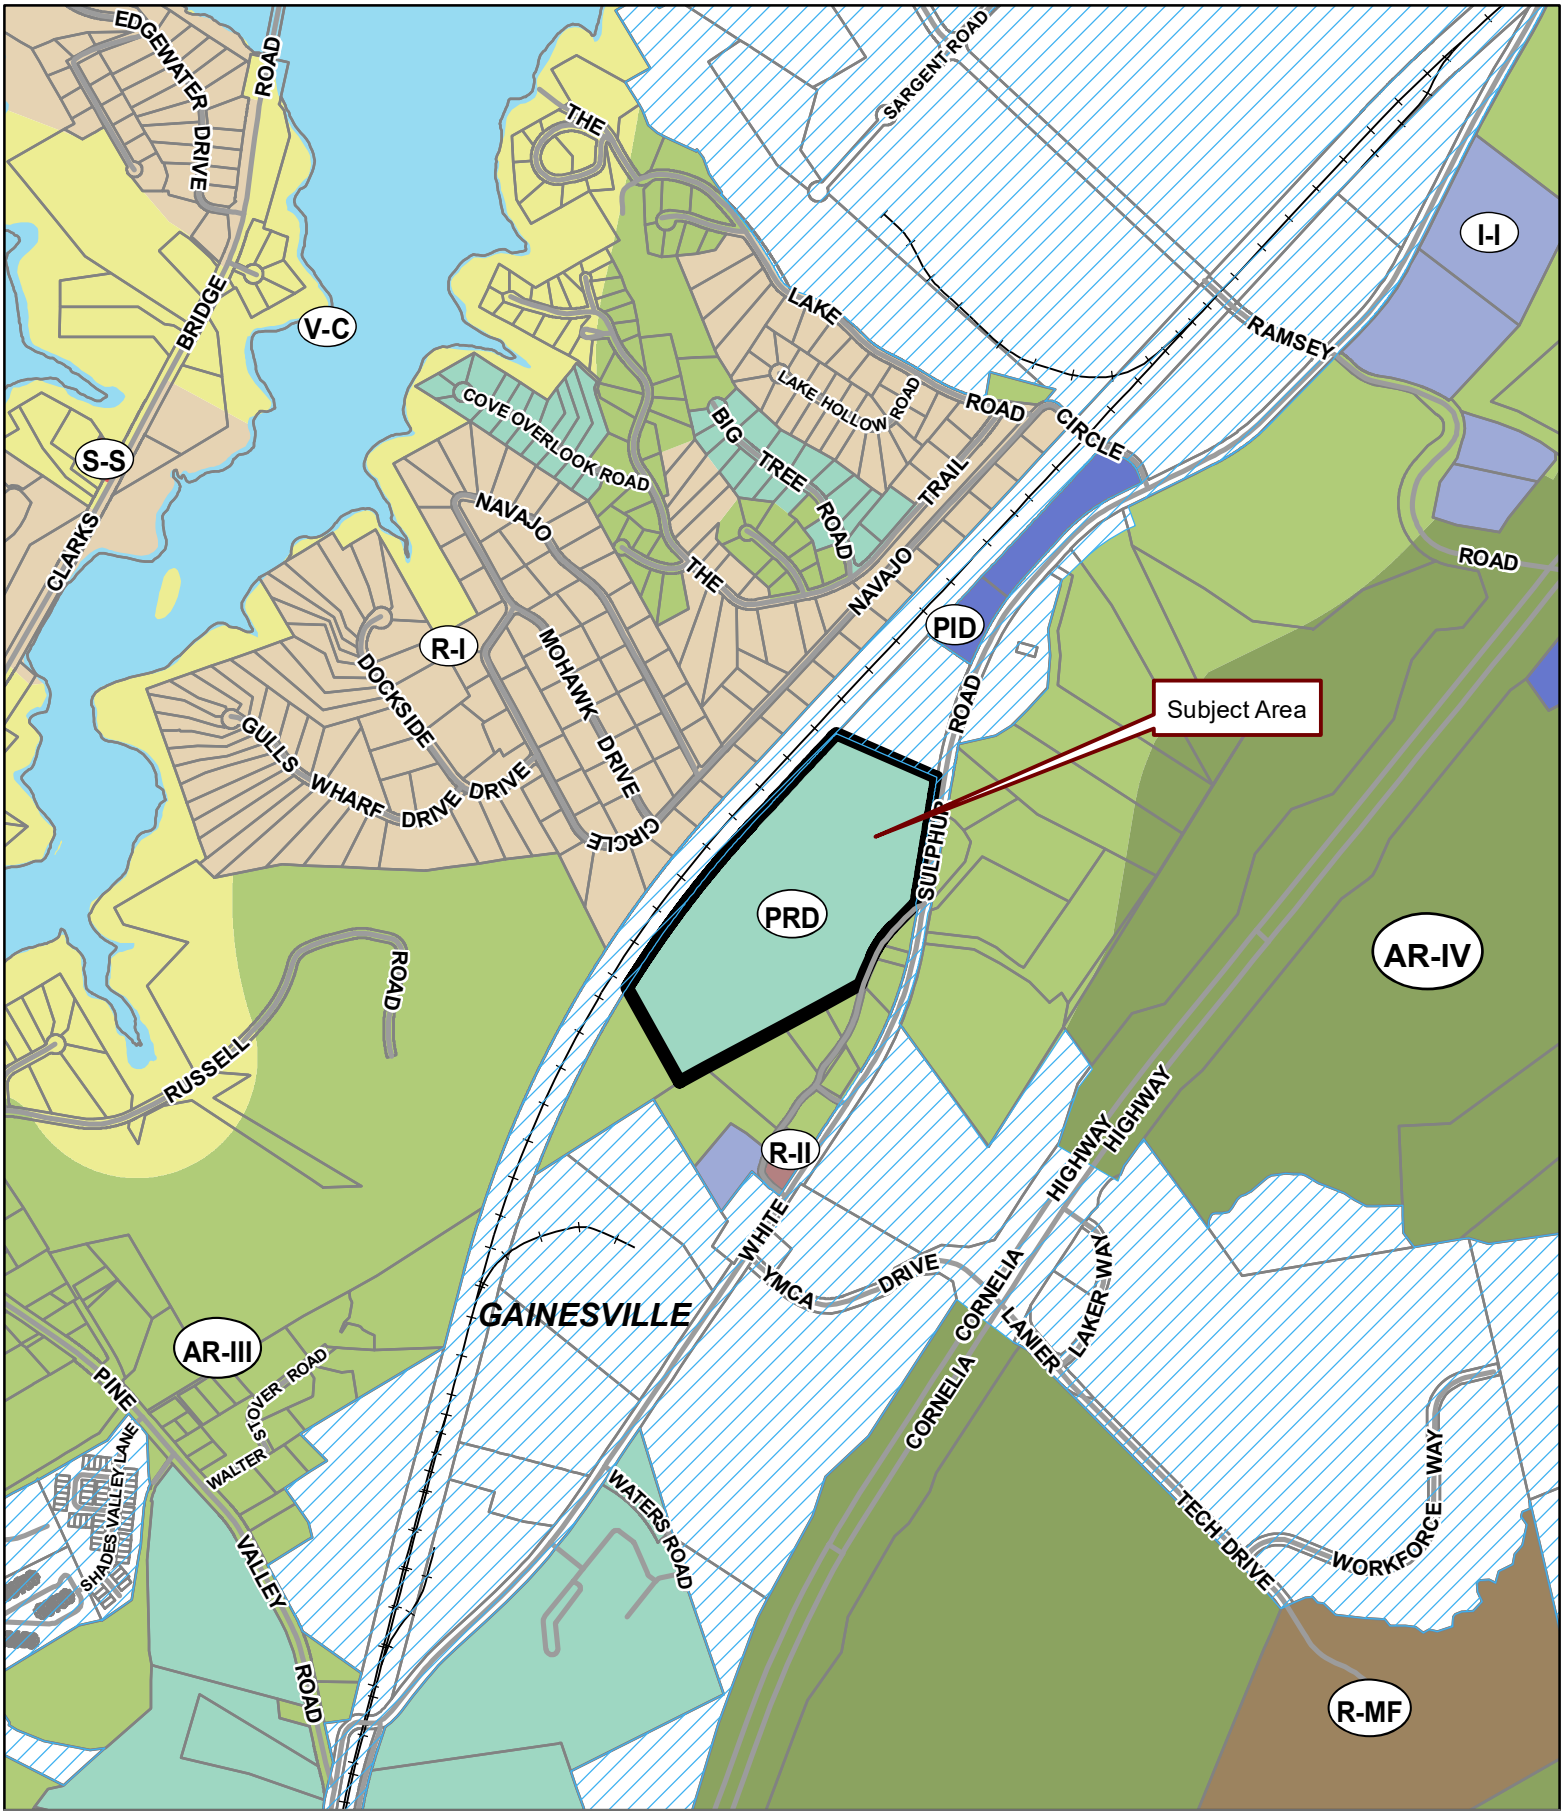 EDGEWATER DRIVE
ROAD
THE
SARGENT ROAD
I-I
BRIDGE
V-C
LAKE
RAMSEY
LAKE HOLLOW ROAD
ROAD
CIRCLE
COVE OVERLOOK ROAD
BIG TREE ROAD
TRAIL
S-S
NAVAJO
CLARKS
ROAD
THE
NAVAJO
PID
R-I
MOHAWK DRIVE
DOCKSIDE
ROAD
Subject Area
GULLS WHARF DRIVE
DRIVE
CIRCLE
SULPHUR
PRD
AR-IV
ROAD
RUSSELL
HIGHWAY
HIGHWAY
R-II
WHITE
YMCA DRIVE
LAKER WAY
GAINESVILLE
CORNELIA
LANIER
AR-III
STOVER ROAD
PINE
CORNELIA
SHADES VALLEY LANE
WALTER
WATERS ROAD
WORKFORCE WAY
TECH DRIVE
VALLEY
ROAD
R-MF